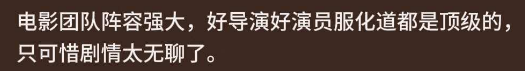 电影团队阵容强大，好导演好演员服化道都是顶级的，
只可惜剧情太无聊了。